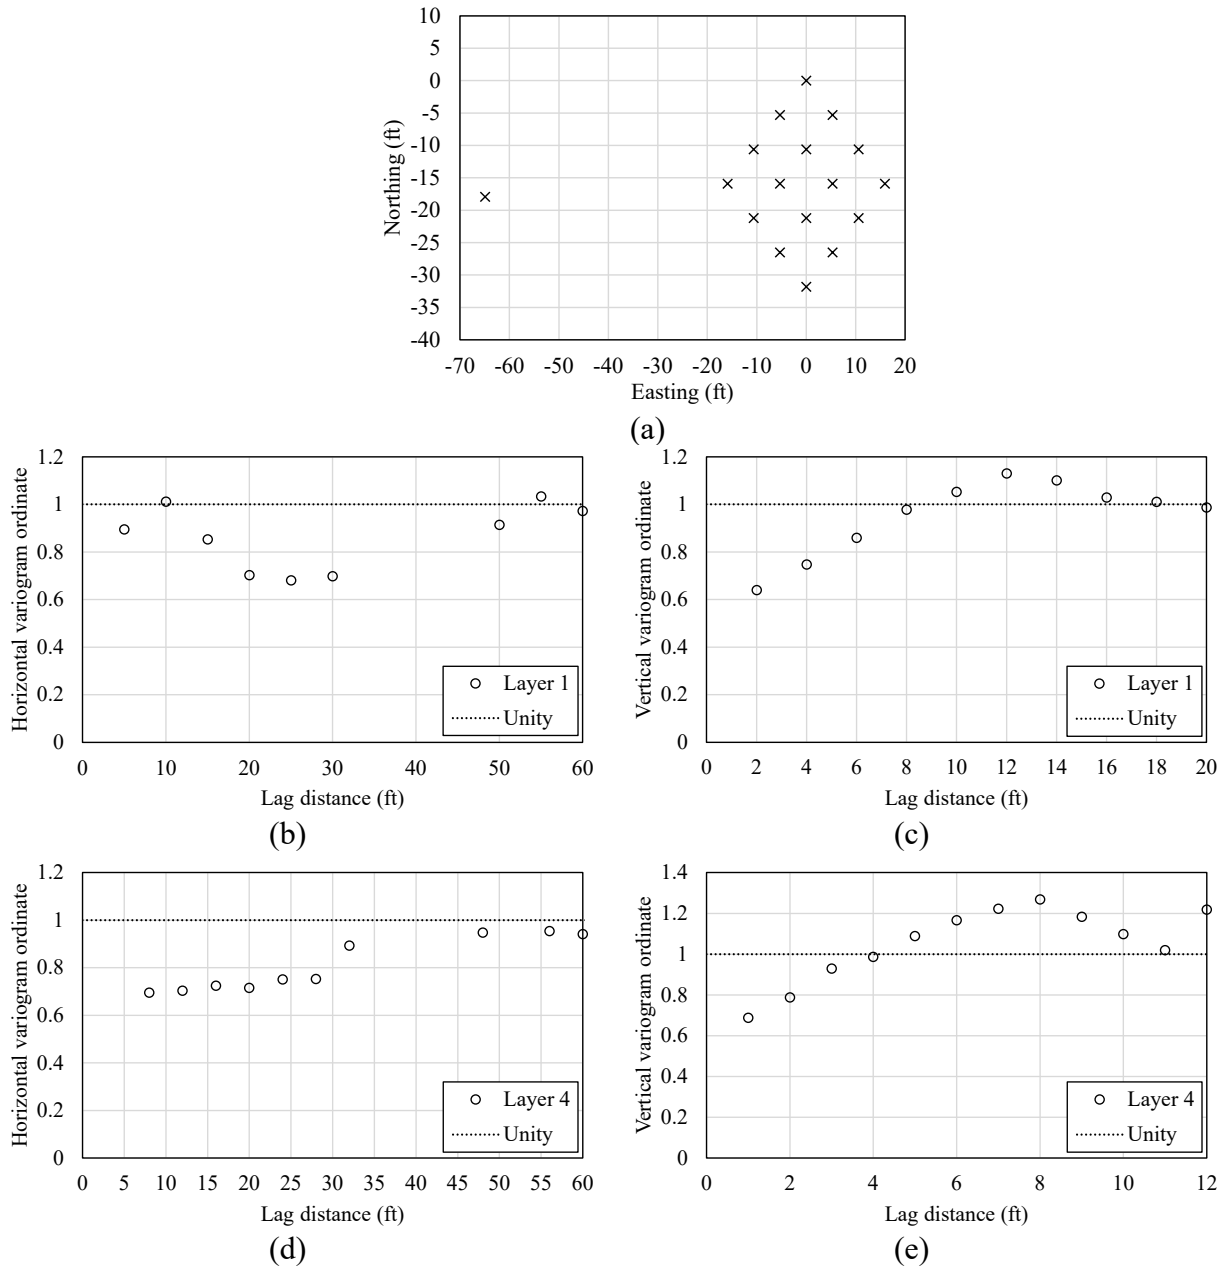 10
5
0
-5
-10
-15
-20
-25
-30
-35
-40
Northing (ft)
-70 -60 -50 -40 -30 -20 -10 0 10 20
Easting (ft)
(a)
1.2
1
0.8
0.6
0.4
0.2
0
Horizontal variogram ordinate
Layer 1
Unity
0 10 20 30 40 50 60
Lag distance (ft)
(b)
1.2
1
0.8
0.6
0.4
0.2
0
Vertical variogram ordinate
Layer 1
Unity
0 2 4 6 8 10 12 14 16 18 20
Lag distance (ft)
(c)
1.2
1
0.8
0.6
0.4
0.2
0
Horizontal variogram ordinate
Layer 4
Unity
0 5 10 15 20 25 30 35 40 45 50 55 60
Lag distance (ft)
(d)
1.4
1.2
1
0.8
0.6
0.4
0.2
0
Vertical variogram ordinate
Layer 4
Unity
0 2 4 6 8 10 12
Lag distance (ft)
(e)